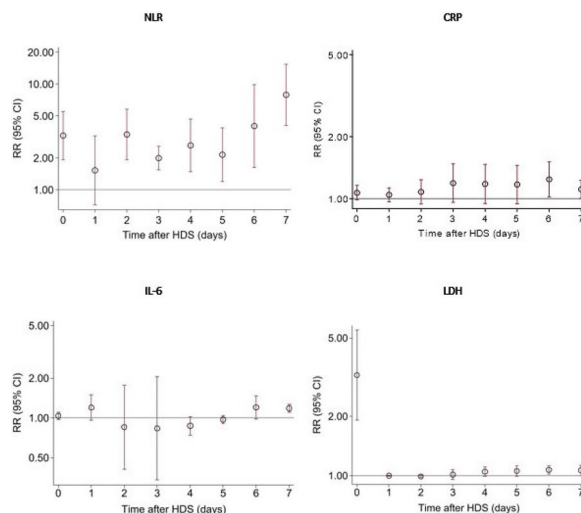 NLR
RR (95% CI)
20.00
10.00
5.00
2.00
1.00
0 1 2 3 4 5 6 7
Time after HDS (days)
CRP
RR (95% CI)
5.00
2.00
1.00
0 1 2 3 4 5 6 7
Time after HDS (days)
IL-6
RR (95% CI)
5.00
2.00
1.00
0.50
0 1 2 3 4 5 6 7
Time after HDS (days)
LDH
RR (95% CI)
5.00
2.00
1.00
0 1 2 3 4 5 6 7
Time after HDS (days)